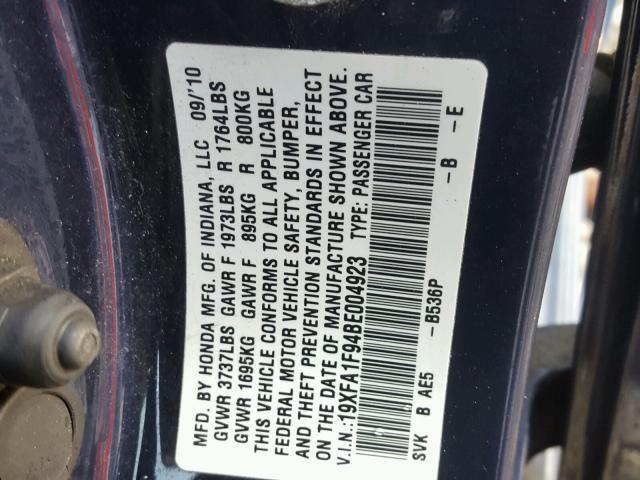 MFD. BY HONDA MFG. OF INDIANA, LLC 09/'10
GVWR 3737LBS GAWR F 1973LBS R 1764LBS
GVWR 1695KG GAWR F 895KG R 800KG
THIS VEHICLE CONFORMS TO ALL APPLICABLE
FEDERAL MOTOR VEHICLE SAFETY, BUMPER,
AND THEFT PREVENTION STANDARDS IN EFFECT
ON THE DATE OF MANUFACTURE SHOWN ABOVE.
V.I.N.:19XFA1F94BE004923 TYPE: PASSENGER CAR
SVK B AE5 –B536P –B –E